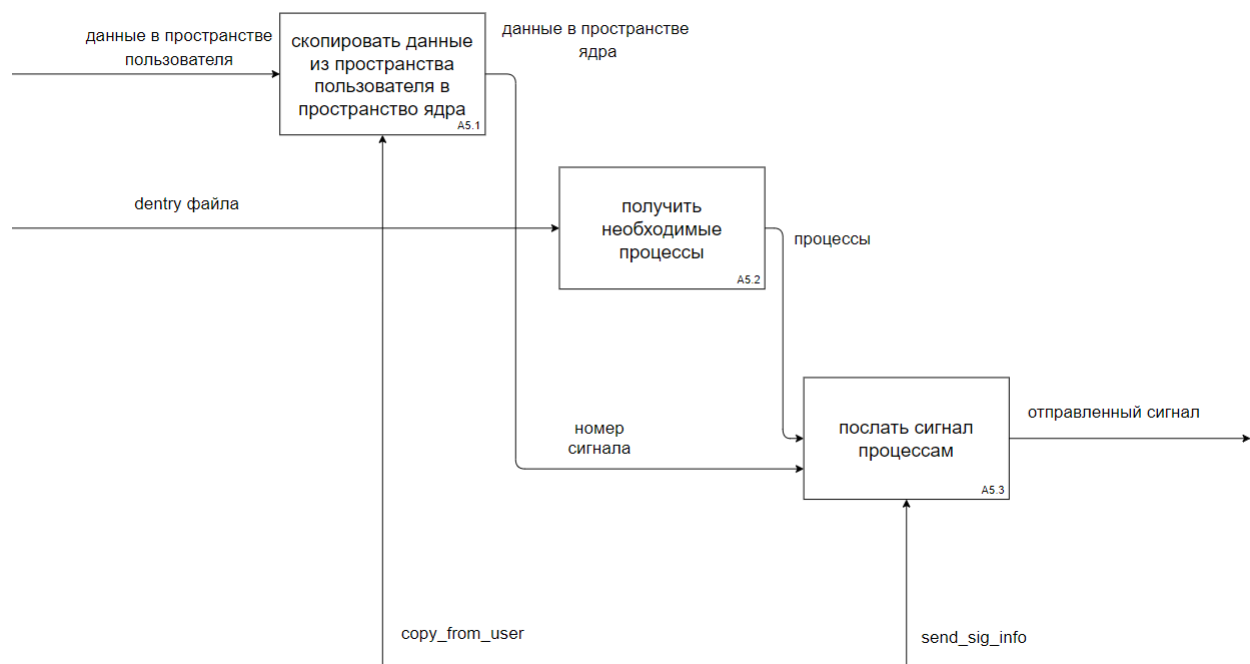 данные в пространстве
пользователя
скопировать данные
из пространства
пользователя в
пространство ядра
A5.1
данные в пространстве
ядра
dentry файла
получить
необходимые
процессы
A5.2
процессы
номер
сигнала
послать сигнал
процессам
A5.3
отправленный сигнал
copy_from_user
send_sig_info